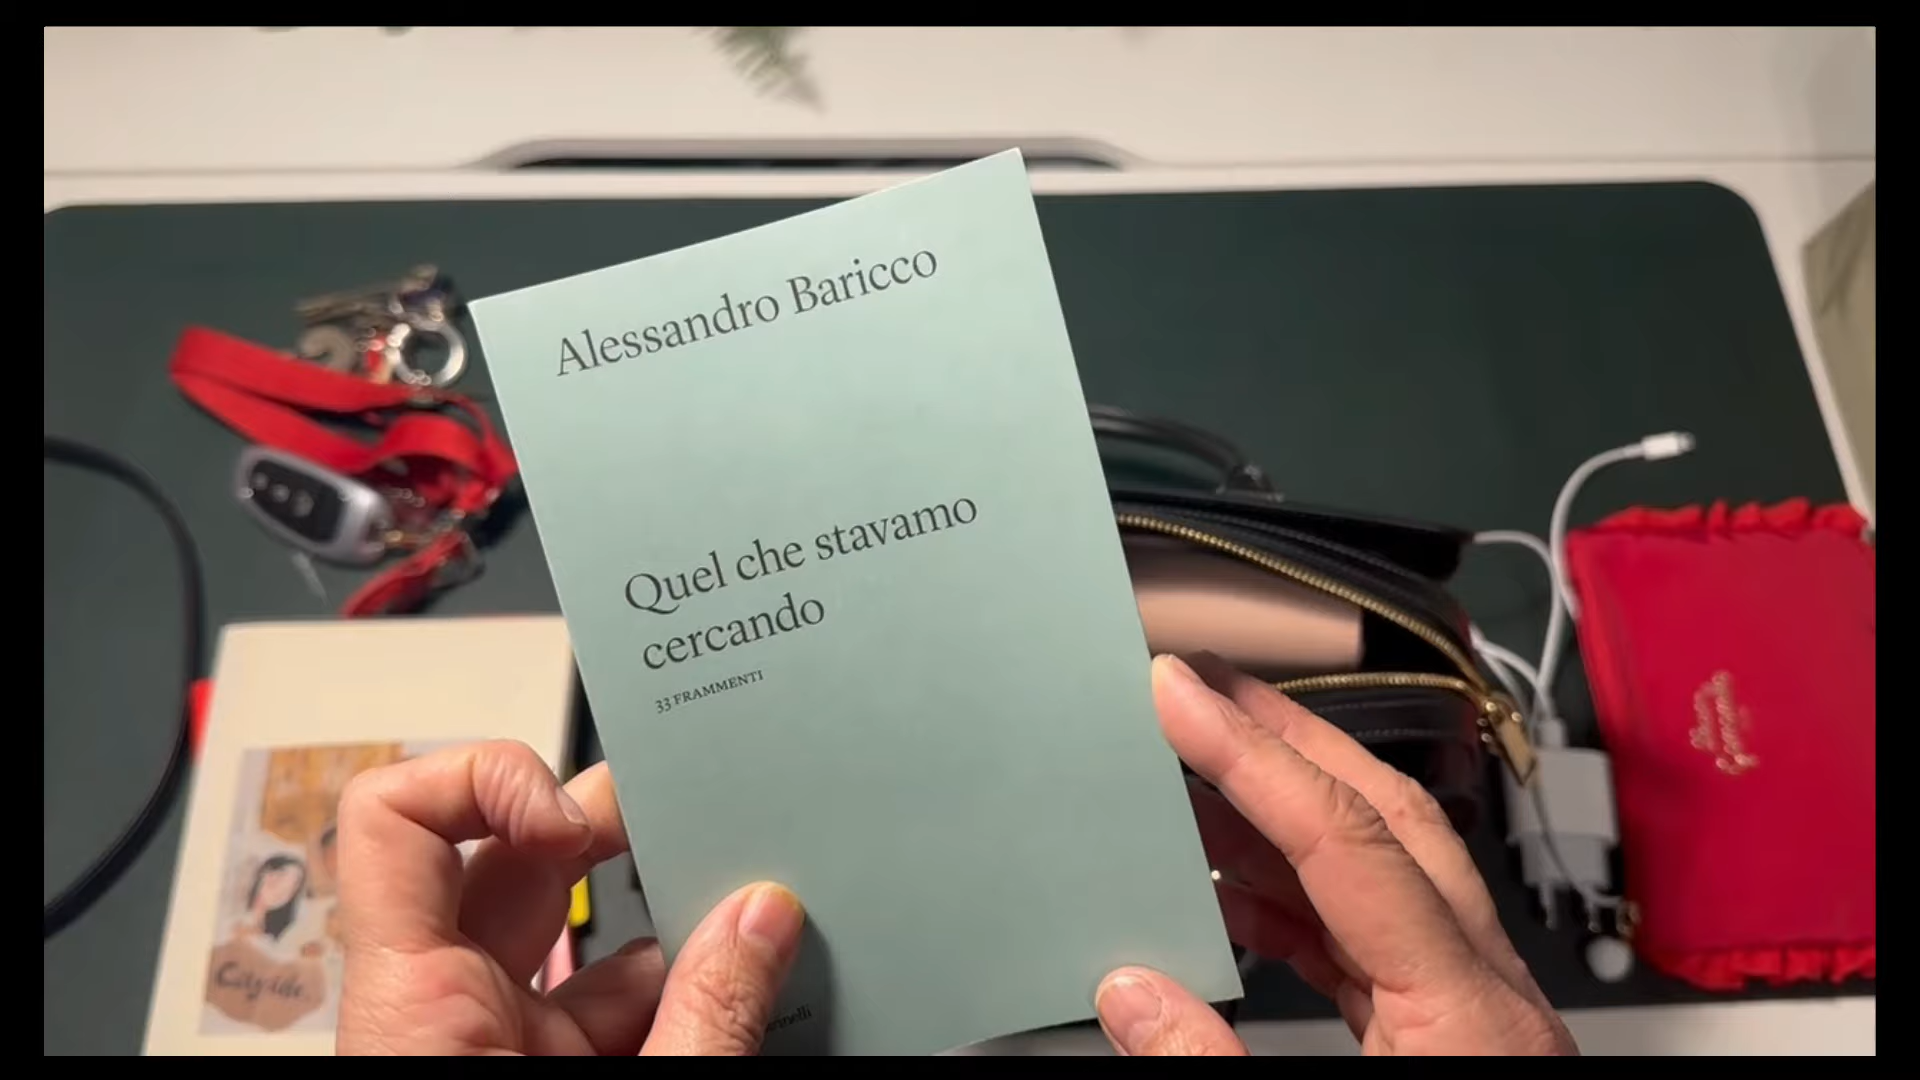 Alessandro Baricco
Quel che stavamo
cercando
33 FRAMMENTI